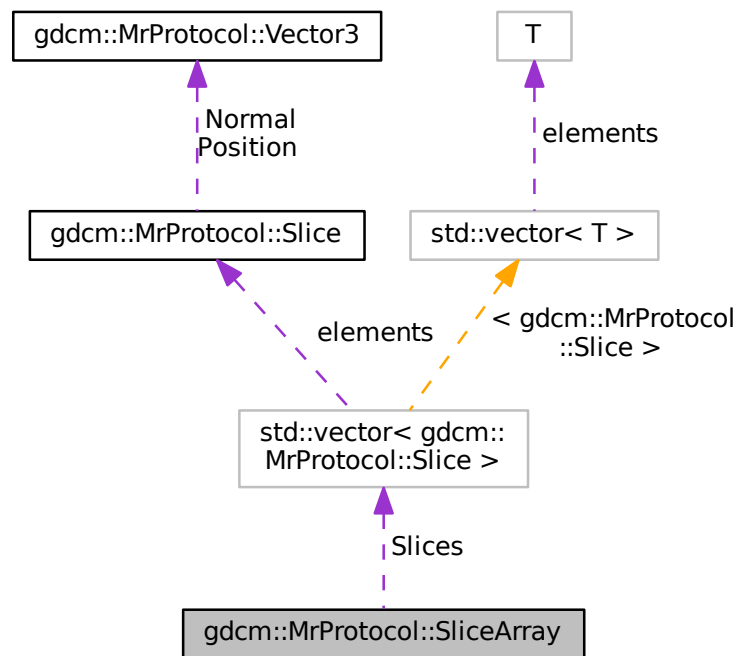 gdcm::MrProtocol::Vector3
T
Normal
Position
elements
gdcm::MrProtocol::Slice
std::vector< T >
elements
< gdcm::MrProtocol
::Slice >
std::vector< gdcm::
MrProtocol::Slice >
Slices
gdcm::MrProtocol::SliceArray